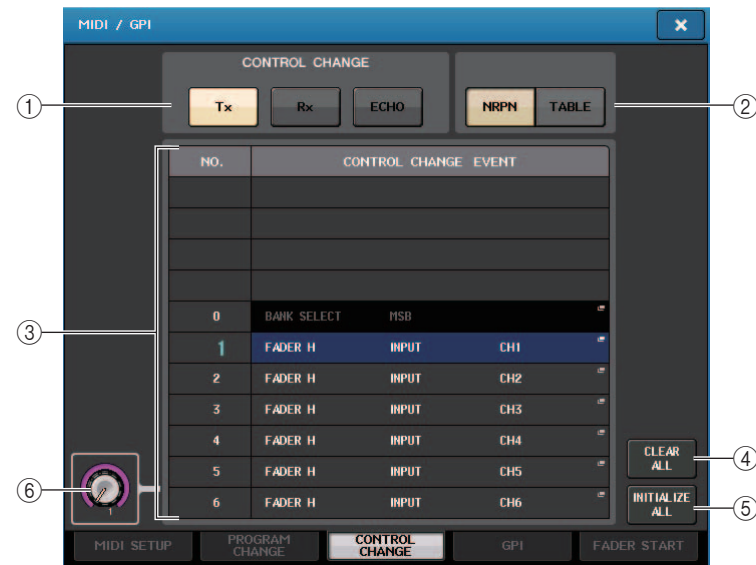 MIDI / GPI
×
CONTROL CHANGE
Tx Rx ECHO NRPN TABLE
① ②
NO. CONTROL CHANGE EVENT
0 BANK SELECT MSB
③
1 FADER H INPUT CH1
2 FADER H INPUT CH2
3 FADER H INPUT CH3
4 FADER H INPUT CH4
CLEAR ALL ④
5 FADER H INPUT CH5
⑥ 1
6 FADER H INPUT CH6
INITIALIZE ALL ⑤
MIDI SETUP PROGRAM CHANGE CONTROL CHANGE GPI FADER START